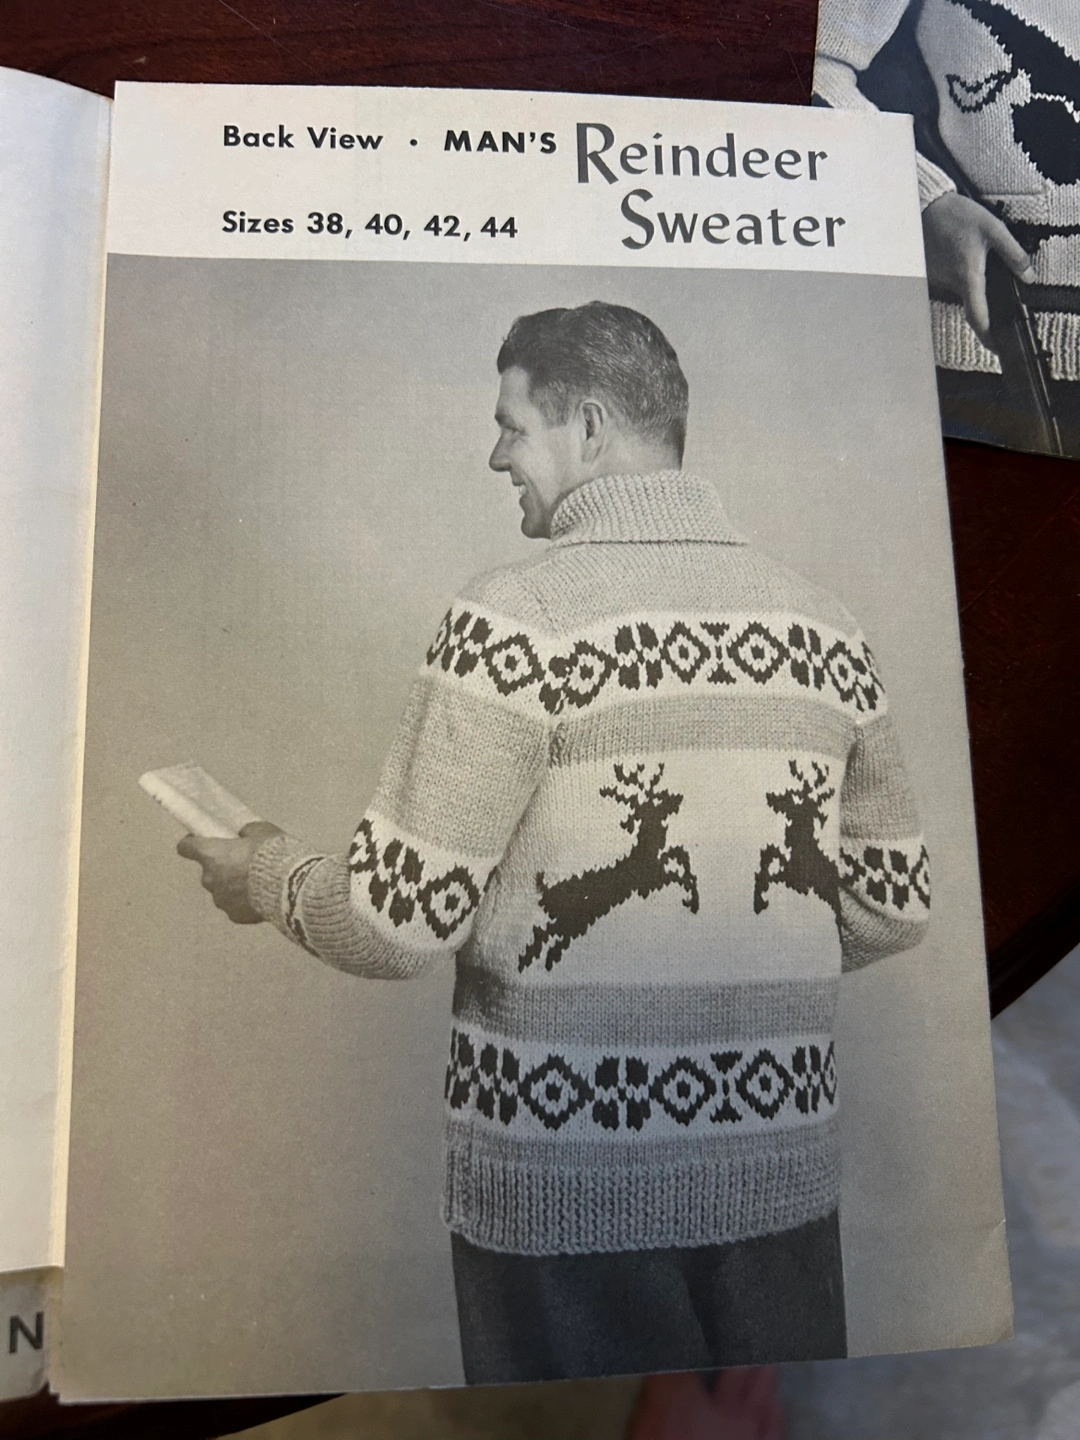 Back View • MAN'S Reindeer
Sizes 38, 40, 42, 44 Sweater
N